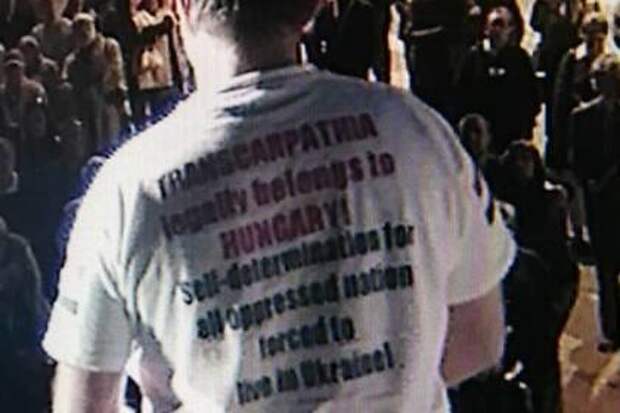 TRANSCARPATHIA
legally belongs to
HUNGARY!
Self-determination for
all oppressed nation
forced to
live in Ukraine!